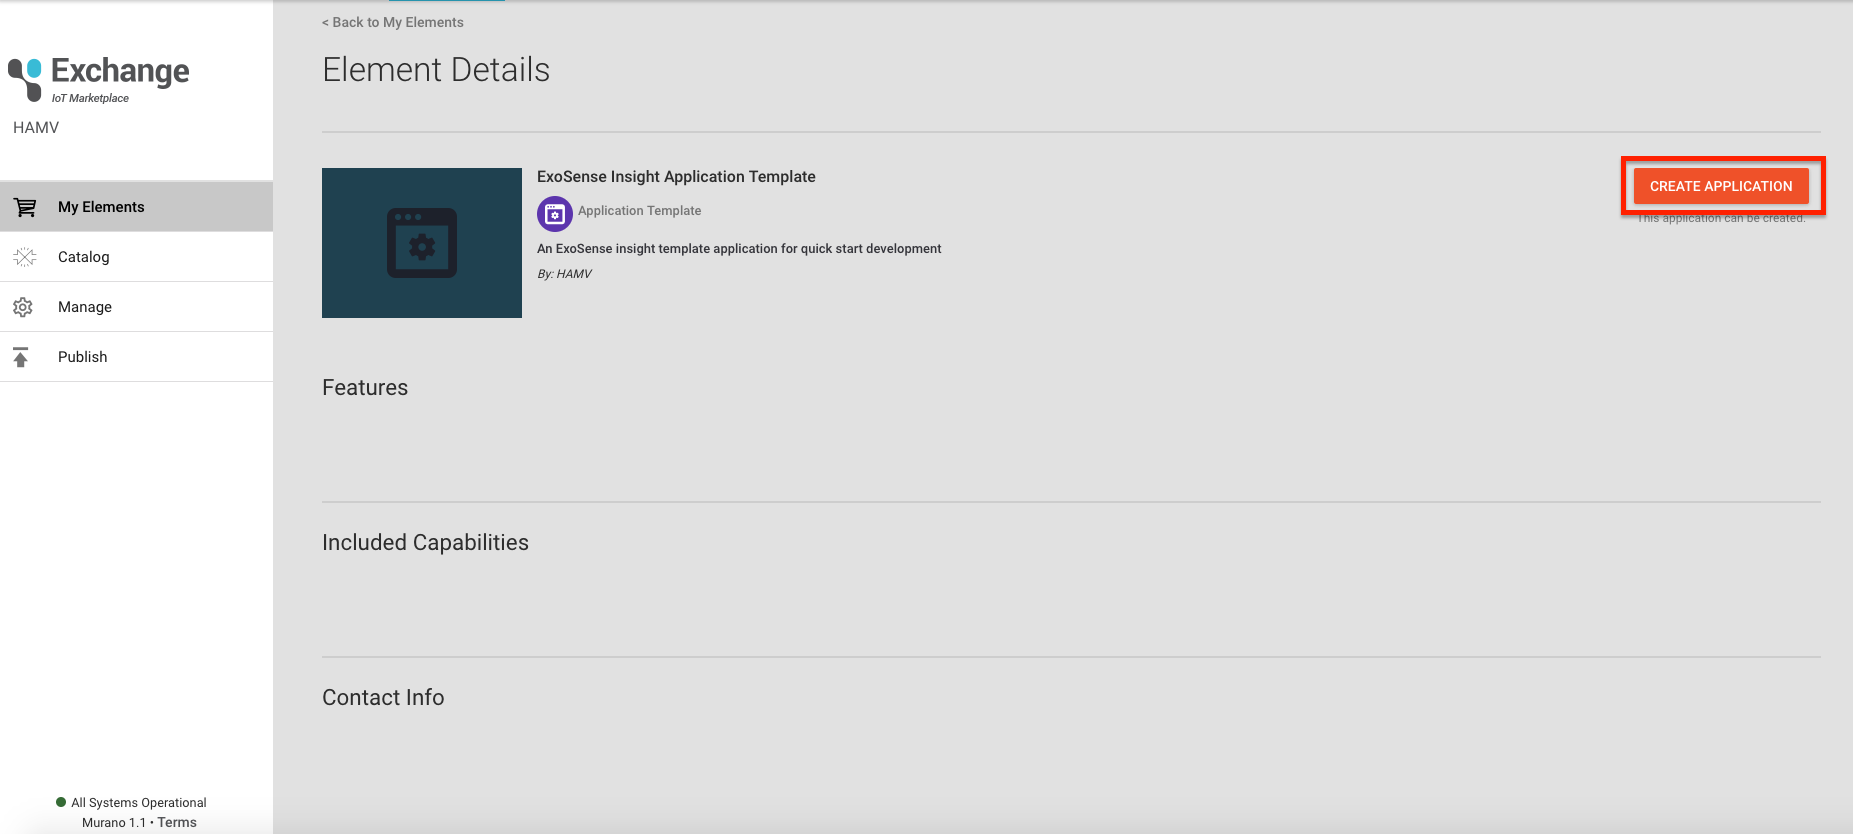 Exchange
IoT Marketplace
HAMV
My Elements
Catalog
Manage
Publish
All Systems Operational
Murano 1.1 • Terms
< Back to My Elements
Element Details
ExoSense Insight Application Template
Application Template
An ExoSense insight template application for quick start development
By: HAMV
CREATE APPLICATION
This application can be created.
Features
Included Capabilities
Contact Info